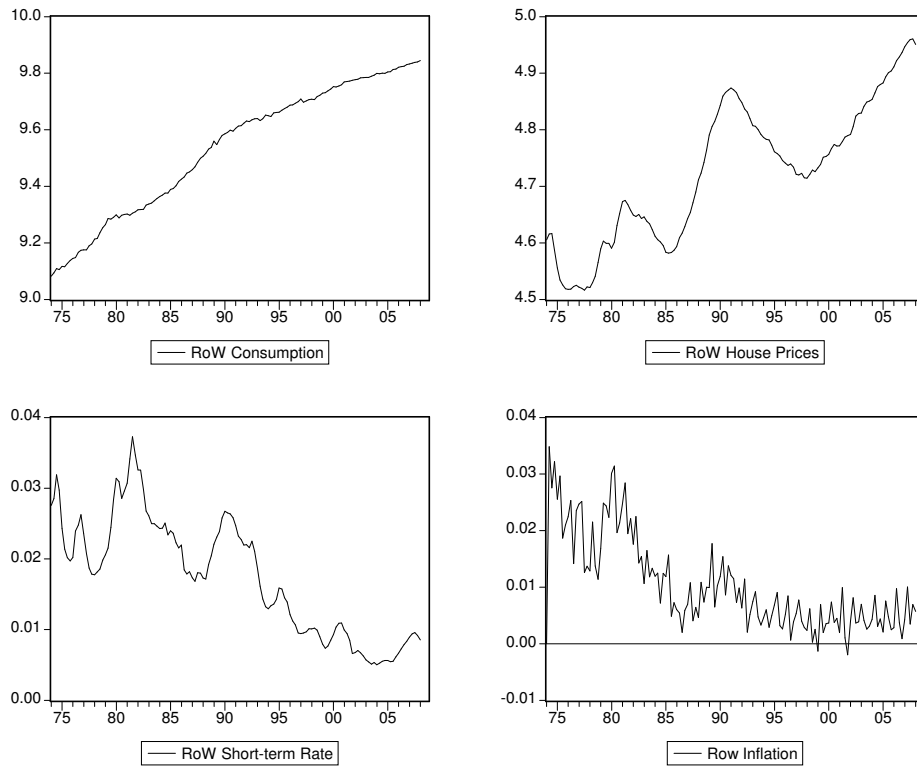 10.0
9.8
9.6
9.4
9.2
9.0
75 80 85 90 95 00 05
RoW Consumption
5.0
4.9
4.8
4.7
4.6
4.5
75 80 85 90 95 00 05
RoW House Prices
0.04
0.03
0.02
0.01
0.00
75 80 85 90 95 00 05
RoW Short-term Rate
0.04
0.03
0.02
0.01
0.00
-0.01
75 80 85 90 95 00 05
Row Inflation